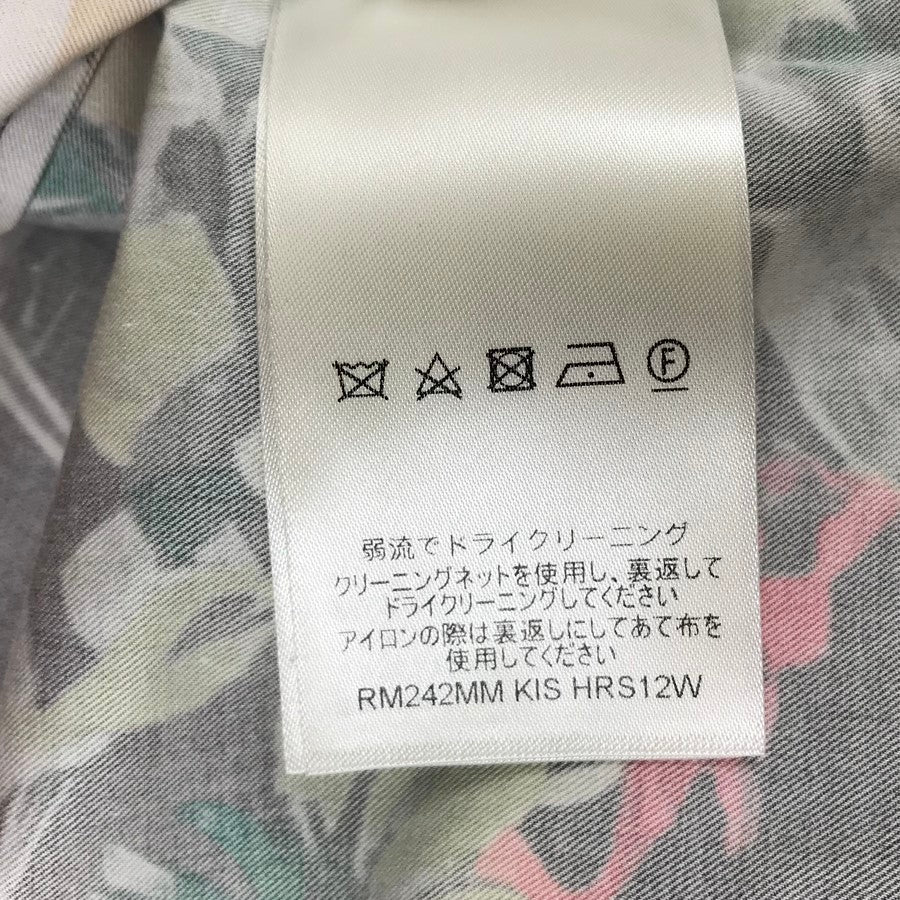 F
弱流でドライクリーニング
クリーニングネットを使用し、裏返して
ドライクリーニングしてください
アイロンの際は裏返しにしてあて布を
使用してください
RM242MM KIS HRS12W